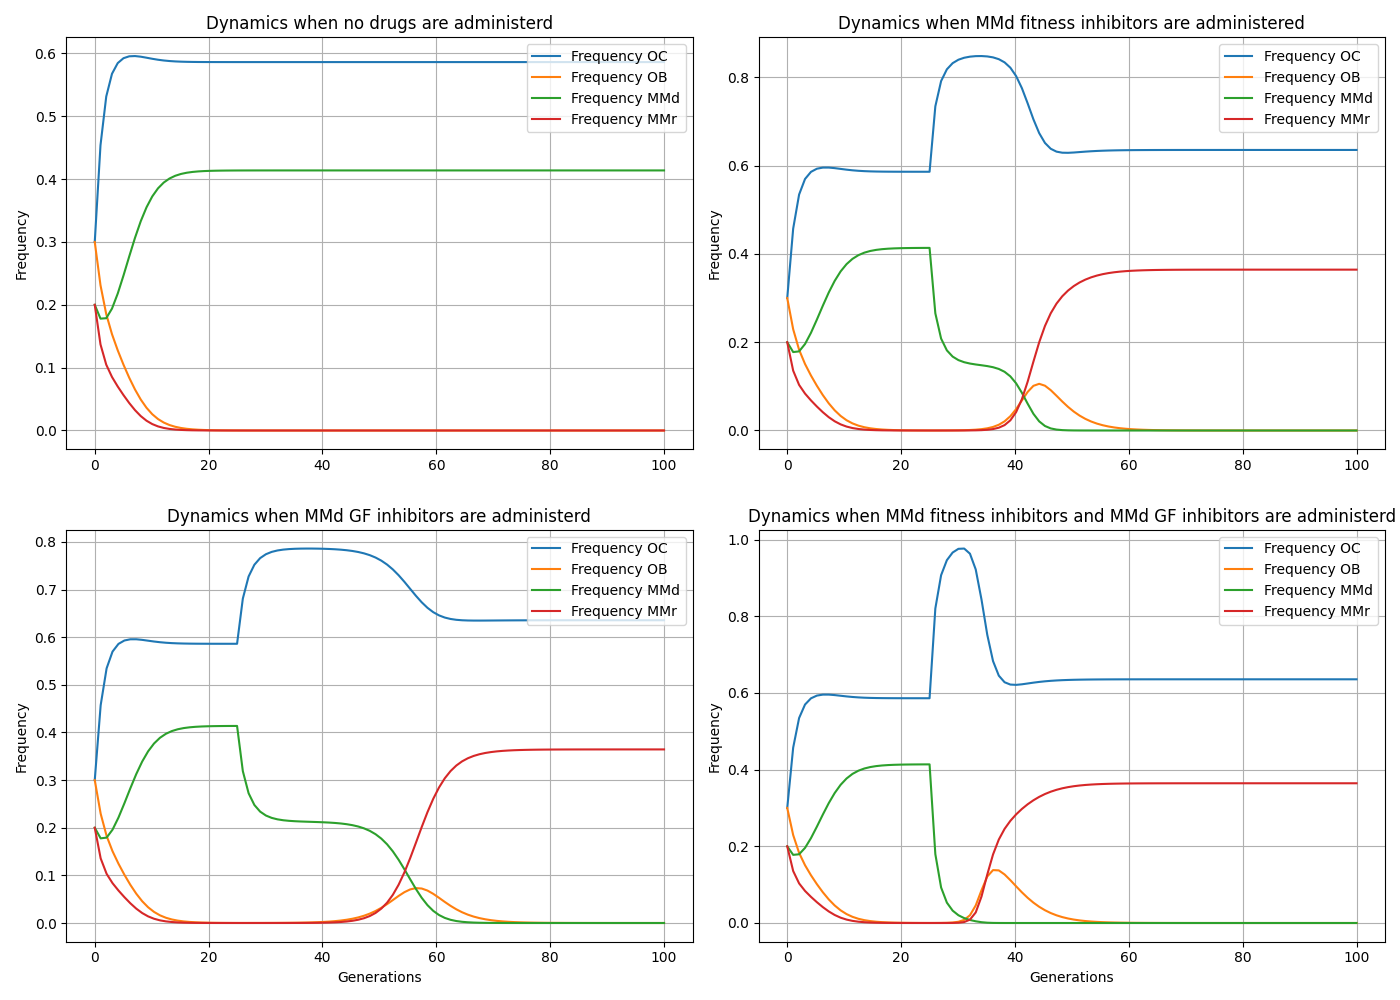 Dynamics when no drugs are administerd
Frequency
0.6
0.5
0.4
0.3
0.2
0.1
0.0
0 20 40 60 80 100
Frequency OC
Frequency OB
Frequency MMd
Frequency MMr
Dynamics when MMd fitness inhibitors are administered
Frequency
0.8
0.6
0.4
0.2
0.0
0 20 40 60 80 100
Frequency OC
Frequency OB
Frequency MMd
Frequency MMr
Dynamics when MMd GF inhibitors are administerd
Frequency
0.8
0.7
0.6
0.5
0.4
0.3
0.2
0.1
0.0
0 20 40 60 80 100
Generations
Frequency OC
Frequency OB
Frequency MMd
Frequency MMr
Dynamics when MMd fitness inhibitors and MMd GF inhibitors are administerd
Frequency
1.0
0.8
0.6
0.4
0.2
0.0
0 20 40 60 80 100
Generations
Frequency OC
Frequency OB
Frequency MMd
Frequency MMr